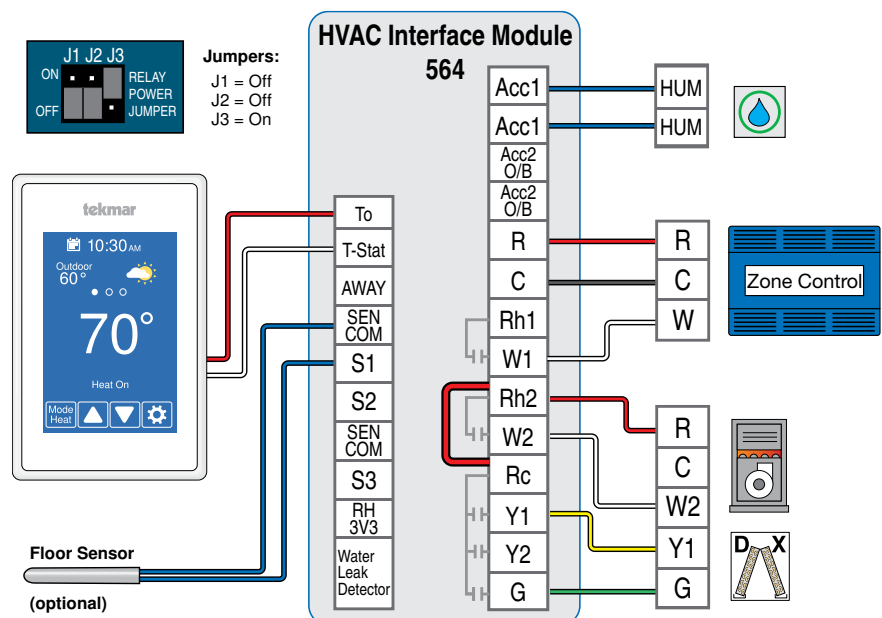 HVAC Interface Module
564
J1 J2 J3
ON
OFF
RELAY
POWER
JUMPER
Jumpers:
J1 = Off
J2 = Off
J3 = On
tekmar
10:30 AM
Outdoor
60°
70°
Heat On
Mode
Heat
Floor Sensor
(optional)
To
T-Stat
AWAY
SEN
COM
S1
S2
SEN
COM
S3
RH
3V3
Water
Leak
Detector
Acc1
Acc1
Acc2
O/B
Acc2
O/B
R
C
Rh1
W1
Rh2
W2
Rc
Y1
Y2
G
HUM
HUM
R
C
W
Zone Control
R
C
W2
Y1
G
D X